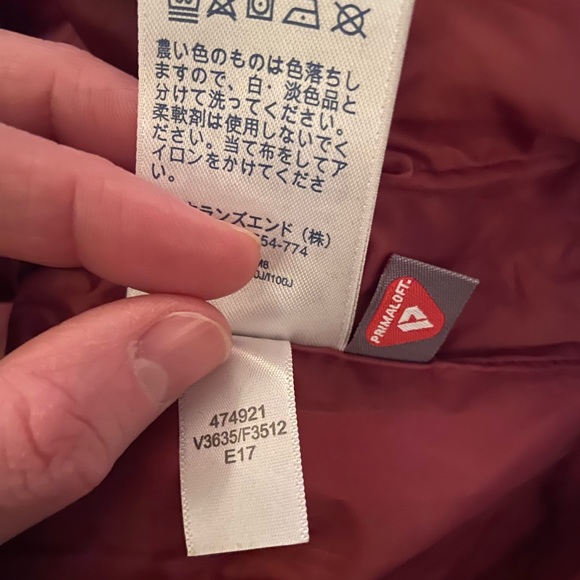 濃い色のものは色落ちし
ますので、白・淡色品と
分けて洗ってください。
柔軟剤は使用しないでく
ださい。当て布をしてア
イロンをかけてくださ
い。
ランズエンド（株）
54-774
PRIMALOFT
474921
V3635/F3512
E17